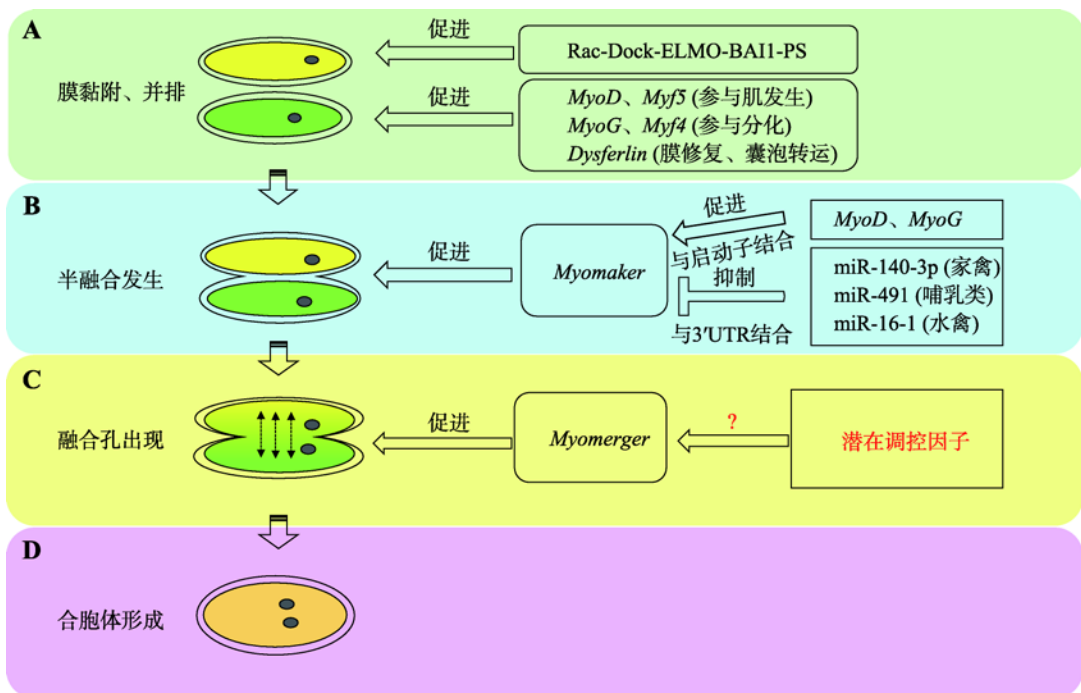 A
膜黏附、并排
促进
Rac-Dock-ELMO-BAI1-PS
促进
MyoD、Myf5 (参与肌发生)
MyoG、Myf4 (参与分化)
Dysferlin (膜修复、囊泡转运)
B
半融合发生
促进
Myomaker
促进
与启动子结合
MyoD、MyoG
抑制
与3′UTR结合
miR-140-3p (家禽)
miR-491 (哺乳类)
miR-16-1 (水禽)
C
融合孔出现
促进
Myomerger
?
潜在调控因子
D
合胞体形成